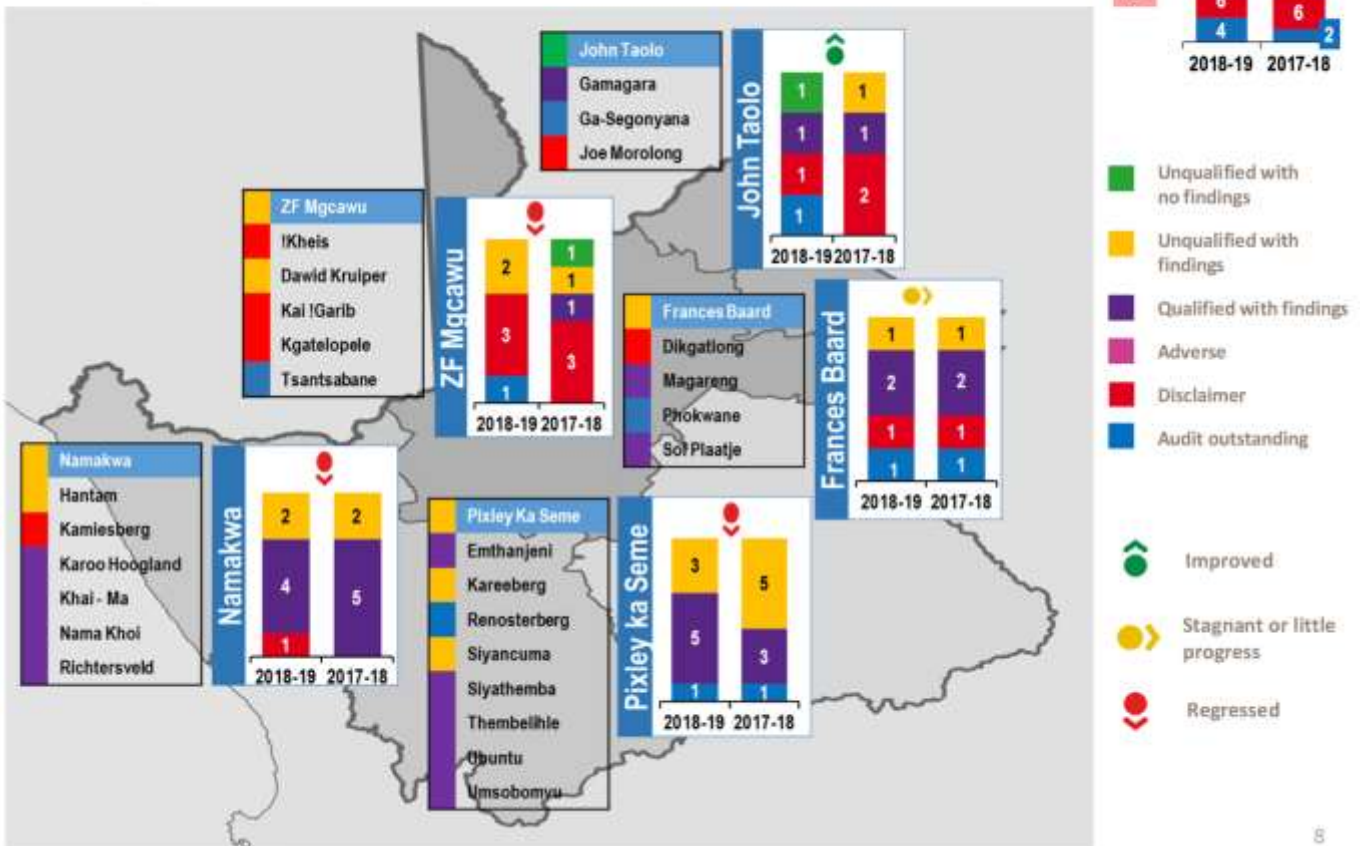 6
6
4
2
2018-19 2017-18
John Taolo
Gamagara
Ga-Segonyana
Joe Morolong
John Taolo
1
1
1
1
1
1
2
2018-19 2017-18
ZF Mgcawu
!Kheis
Dawid Kruiper
Kai !Garib
Kgatelopele
Tsantsabane
ZF Mgcawu
2
3
1
1
1
1
3
2018-19 2017-18
Frances Baard
Dikgatlong
Magareng
Phokwane
Sol Plaatje
Frances Baard
1
2
1
1
1
2
1
1
2018-19 2017-18
Namakwa
Hantam
Kamiesberg
Karoo Hoogland
Khai - Ma
Nama Khoi
Richtersveld
Namakwa
2
4
1
2
5
2018-19 2017-18
Pixley Ka Seme
Emthanjeni
Kareeberg
Renosterberg
Siyancuma
Siyathemba
Thembelihle
Ubuntu
Umsobomyu
Pixley ka Seme
3
5
1
5
3
1
2018-19 2017-18
Unqualified with
no findings
Unqualified with
findings
Qualified with findings
Adverse
Disclaimer
Audit outstanding
Improved
Stagnant or little
progress
Regressed
8